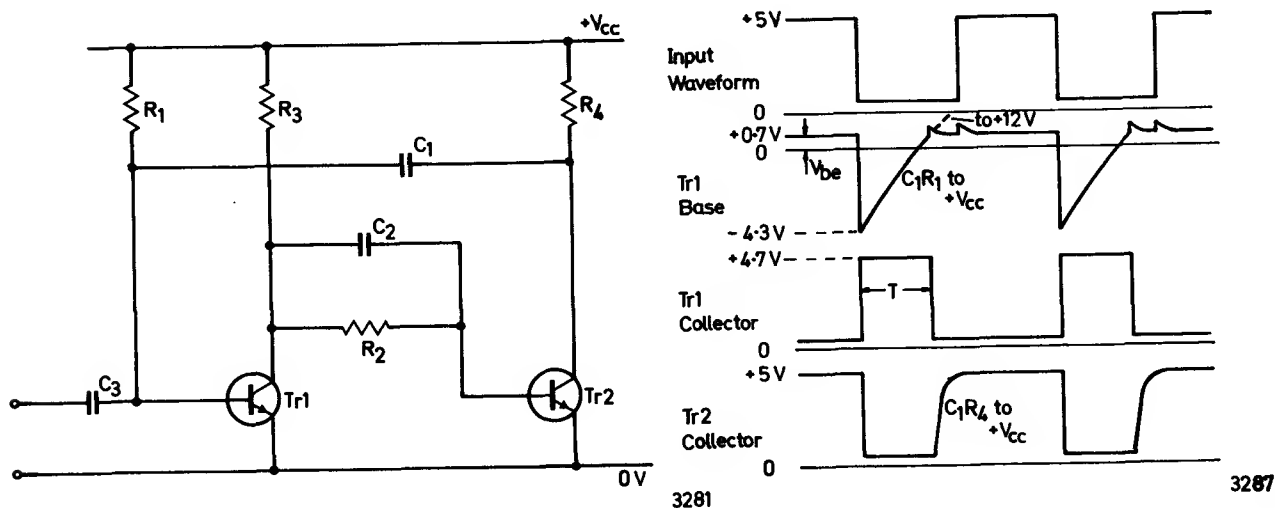 +Vcc
R1
R3
R4
C1
C2
R2
C3
Tr1
Tr2
0V
3281
+5V
Input
Waveform
0
to+12V
+0·7V
0
Vbe
C1R1 to
+Vcc
Tr1
Base
-4·3V
+4·7V
T
Tr1
Collector
0
+5V
C1R4 to
+Vcc
Tr2
Collector
0
3287